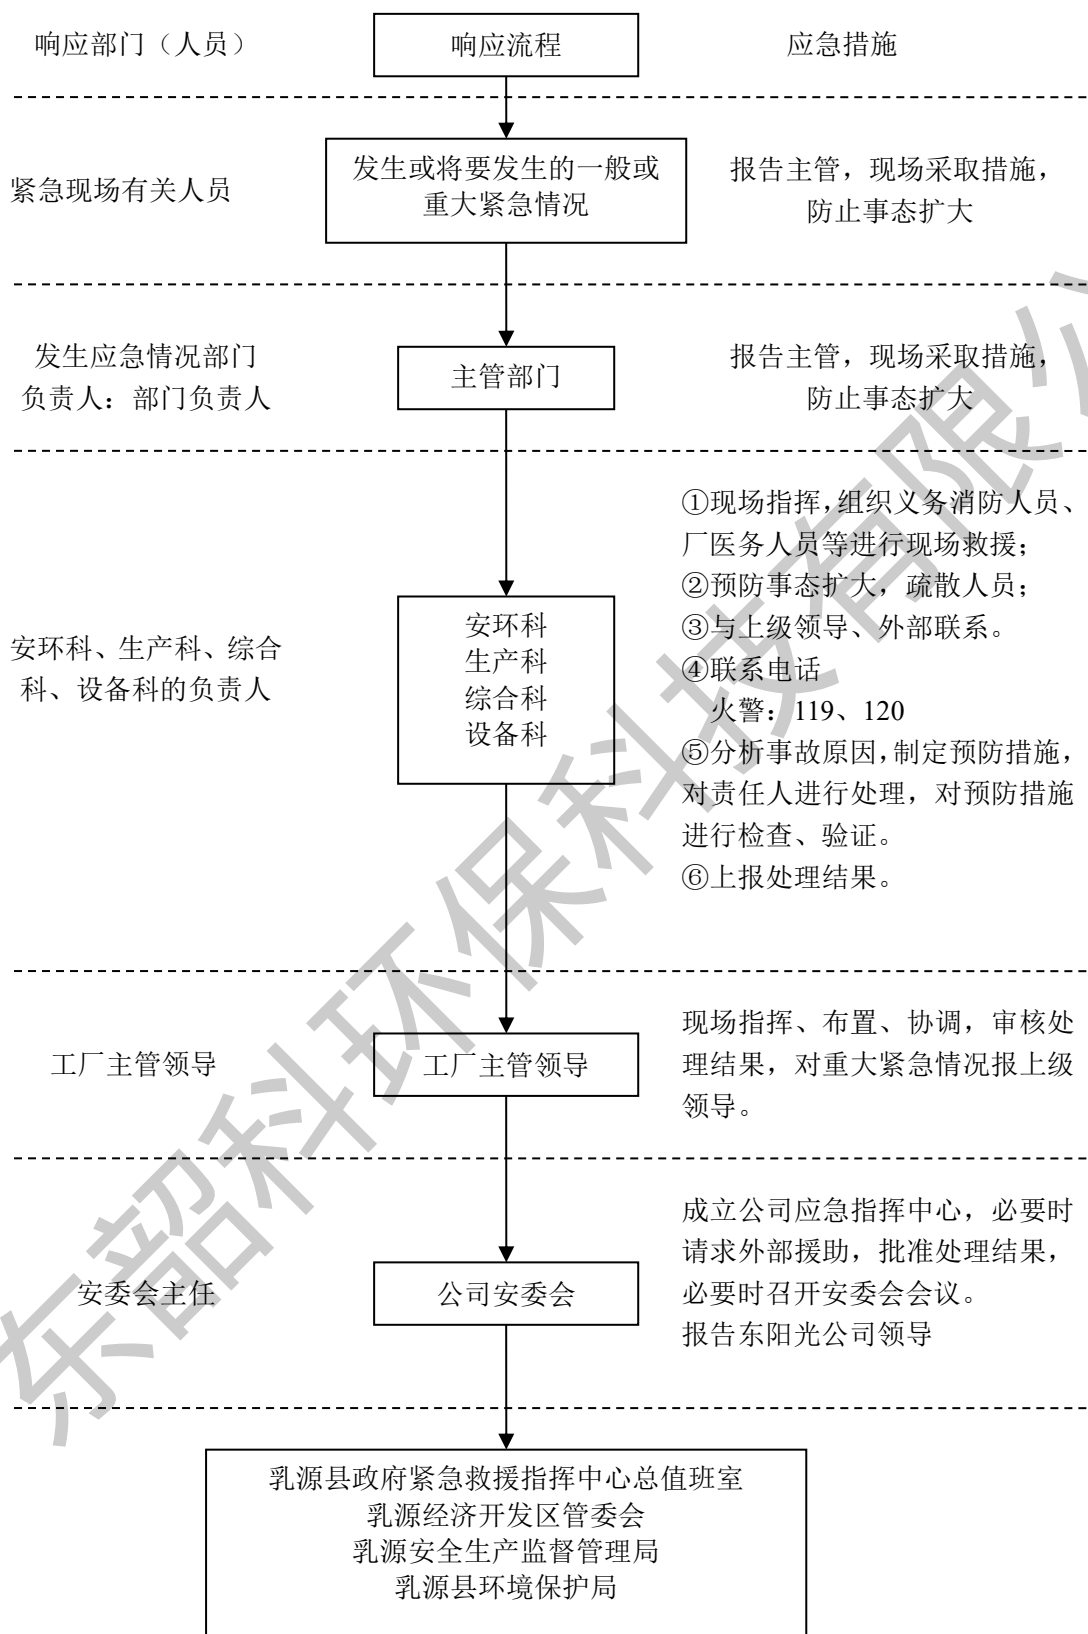 响应部门（人员）
响应流程
应急措施
紧急现场有关人员
发生或将要发生的一般或
重大紧急情况
报告主管，现场采取措施，
防止事态扩大
发生应急情况部门
负责人：部门负责人
主管部门
报告主管，现场采取措施，
防止事态扩大
安环科、生产科、综合
科、设备科的负责人
安环科
生产科
综合科
设备科
①现场指挥，组织义务消防人员、
厂医务人员等进行现场救援；
②预防事态扩大，疏散人员；
③与上级领导、外部联系。
④联系电话
火警：119、120
⑤分析事故原因，制定预防措施，
对责任人进行处理，对预防措施
进行检查、验证。
⑥上报处理结果。
工厂主管领导
工厂主管领导
现场指挥、布置、协调，审核处
理结果，对重大紧急情况报上级
领导。
安委会主任
公司安委会
成立公司应急指挥中心，必要时
请求外部援助，批准处理结果，
必要时召开安委会会议。
报告东阳光公司领导
乳源县政府紧急救援指挥中心总值班室
乳源经济开发区管委会
乳源安全生产监督管理局
乳源县环境保护局
东韶科环保科技有限公